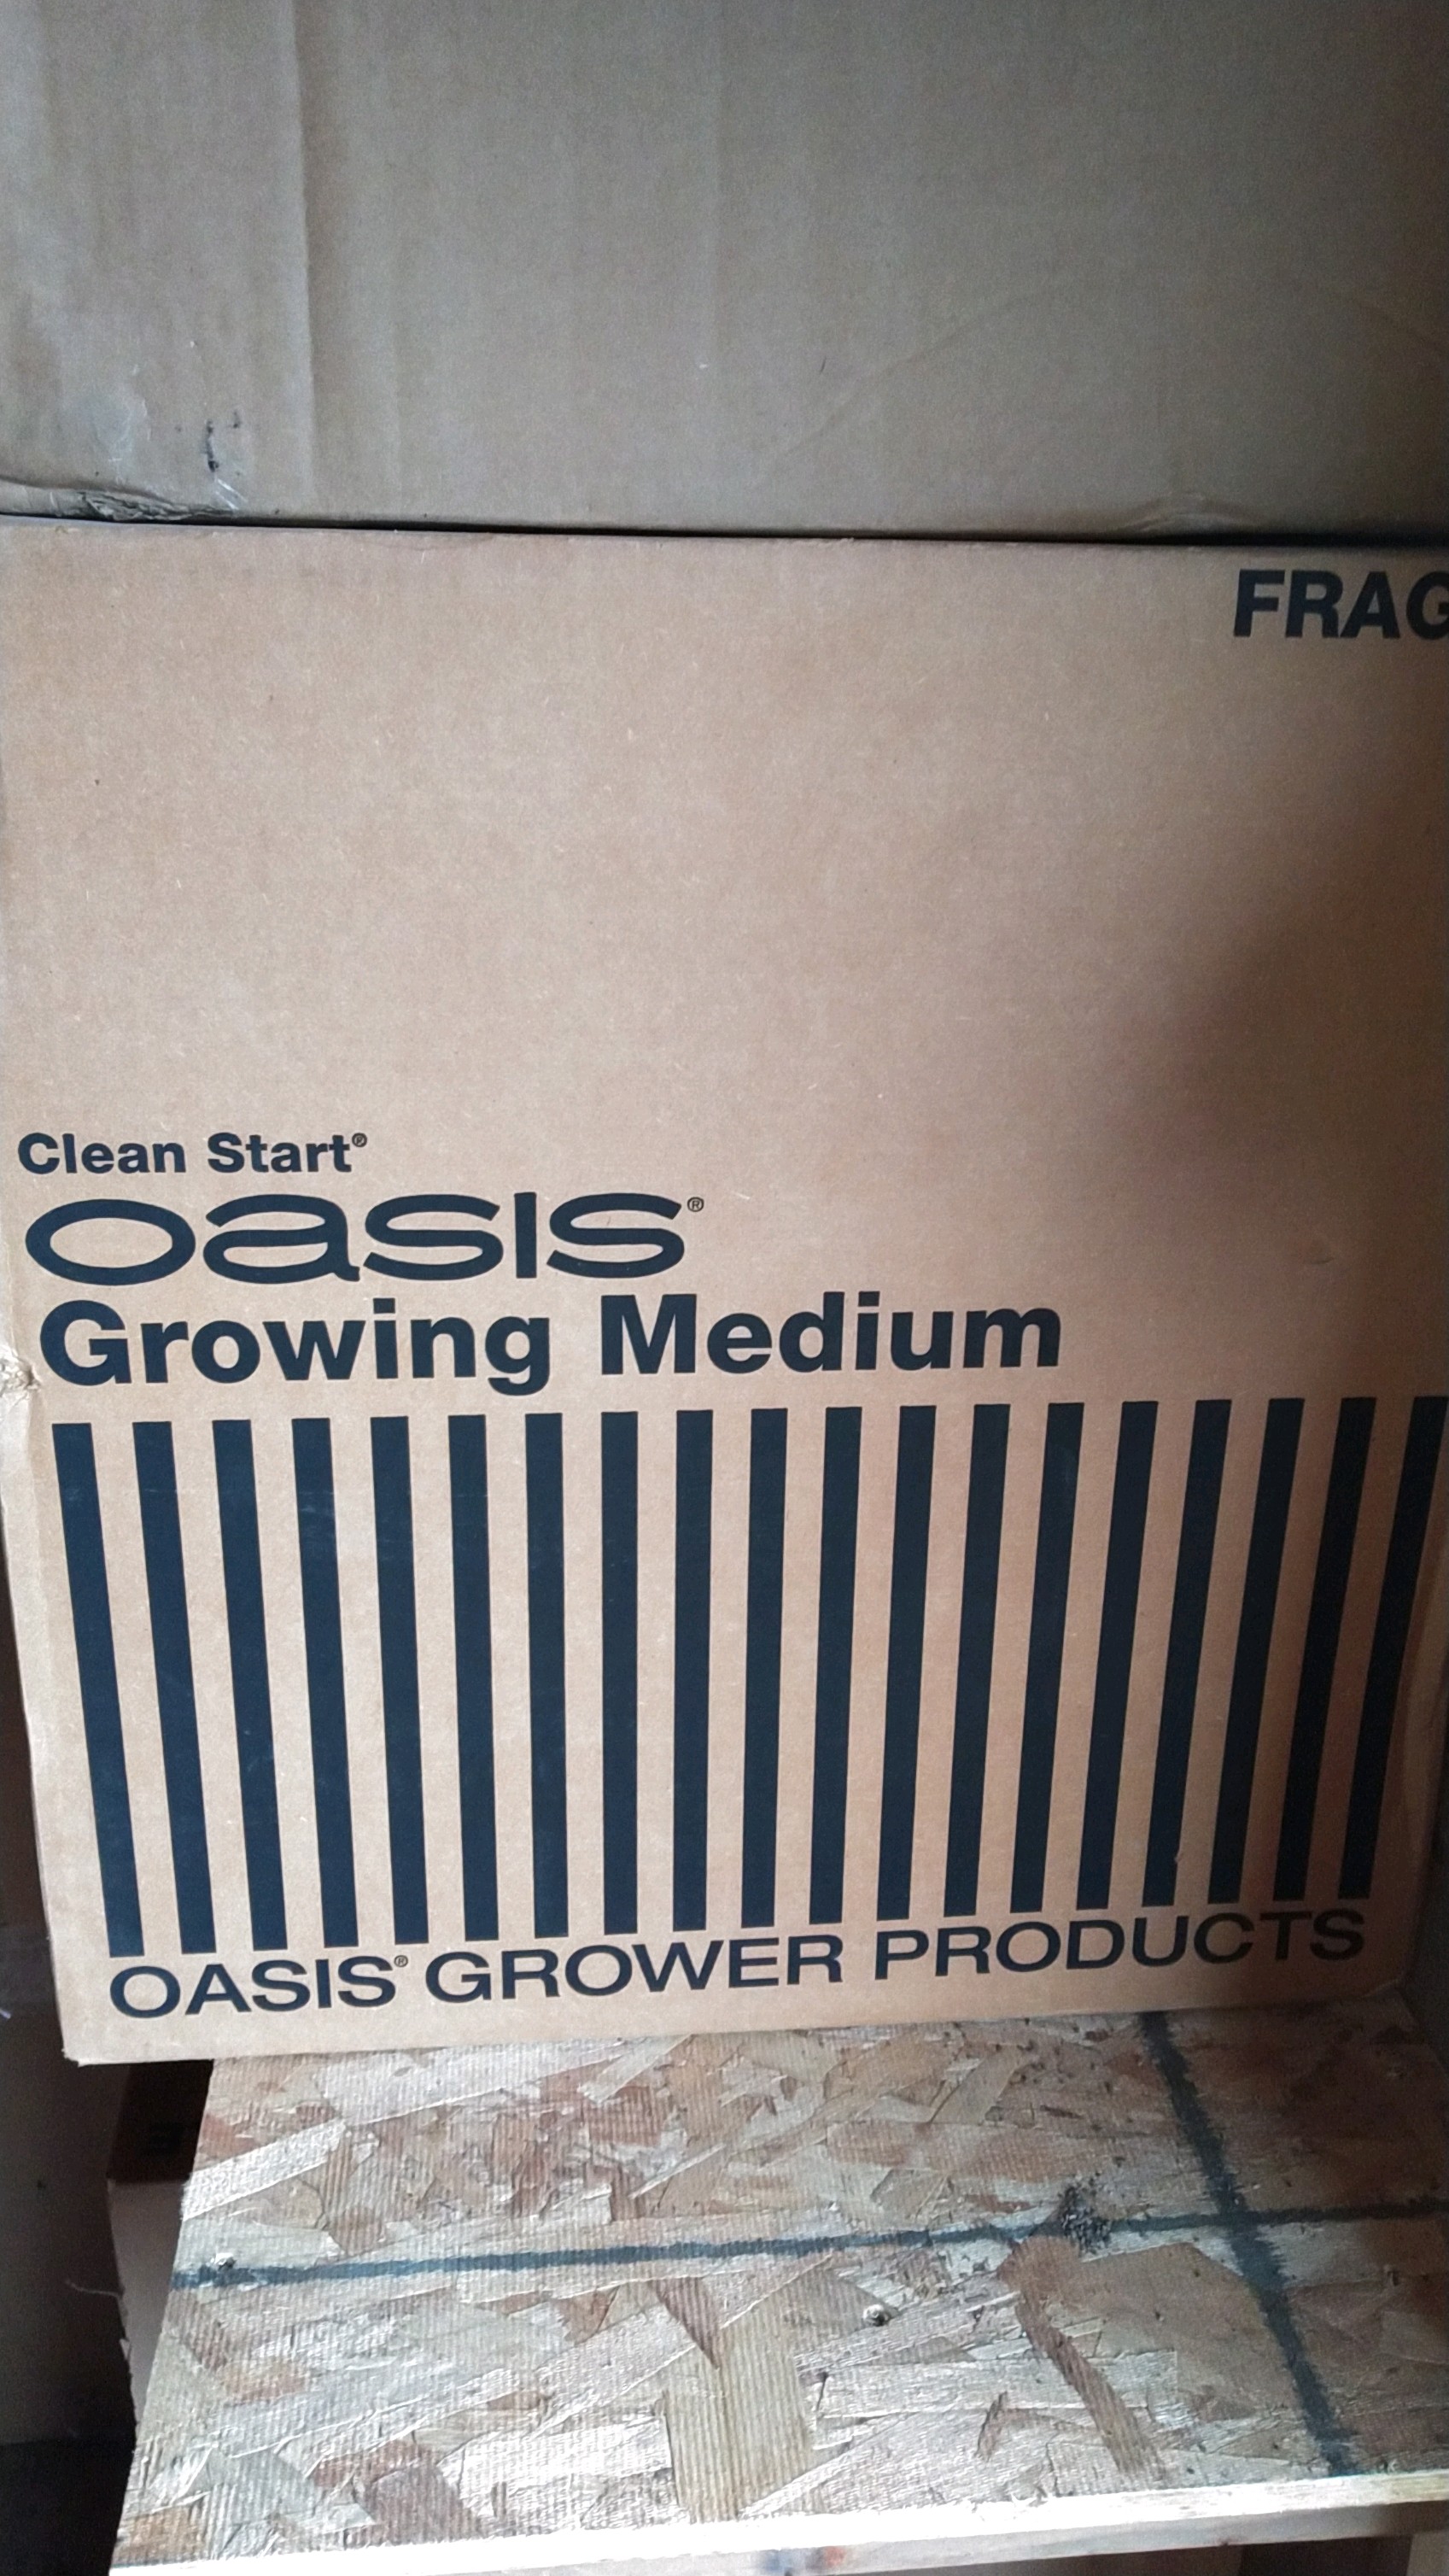 FRAG
Clean Start®
oasis®
Growing Medium
OASIS® GROWER PRODUCTS